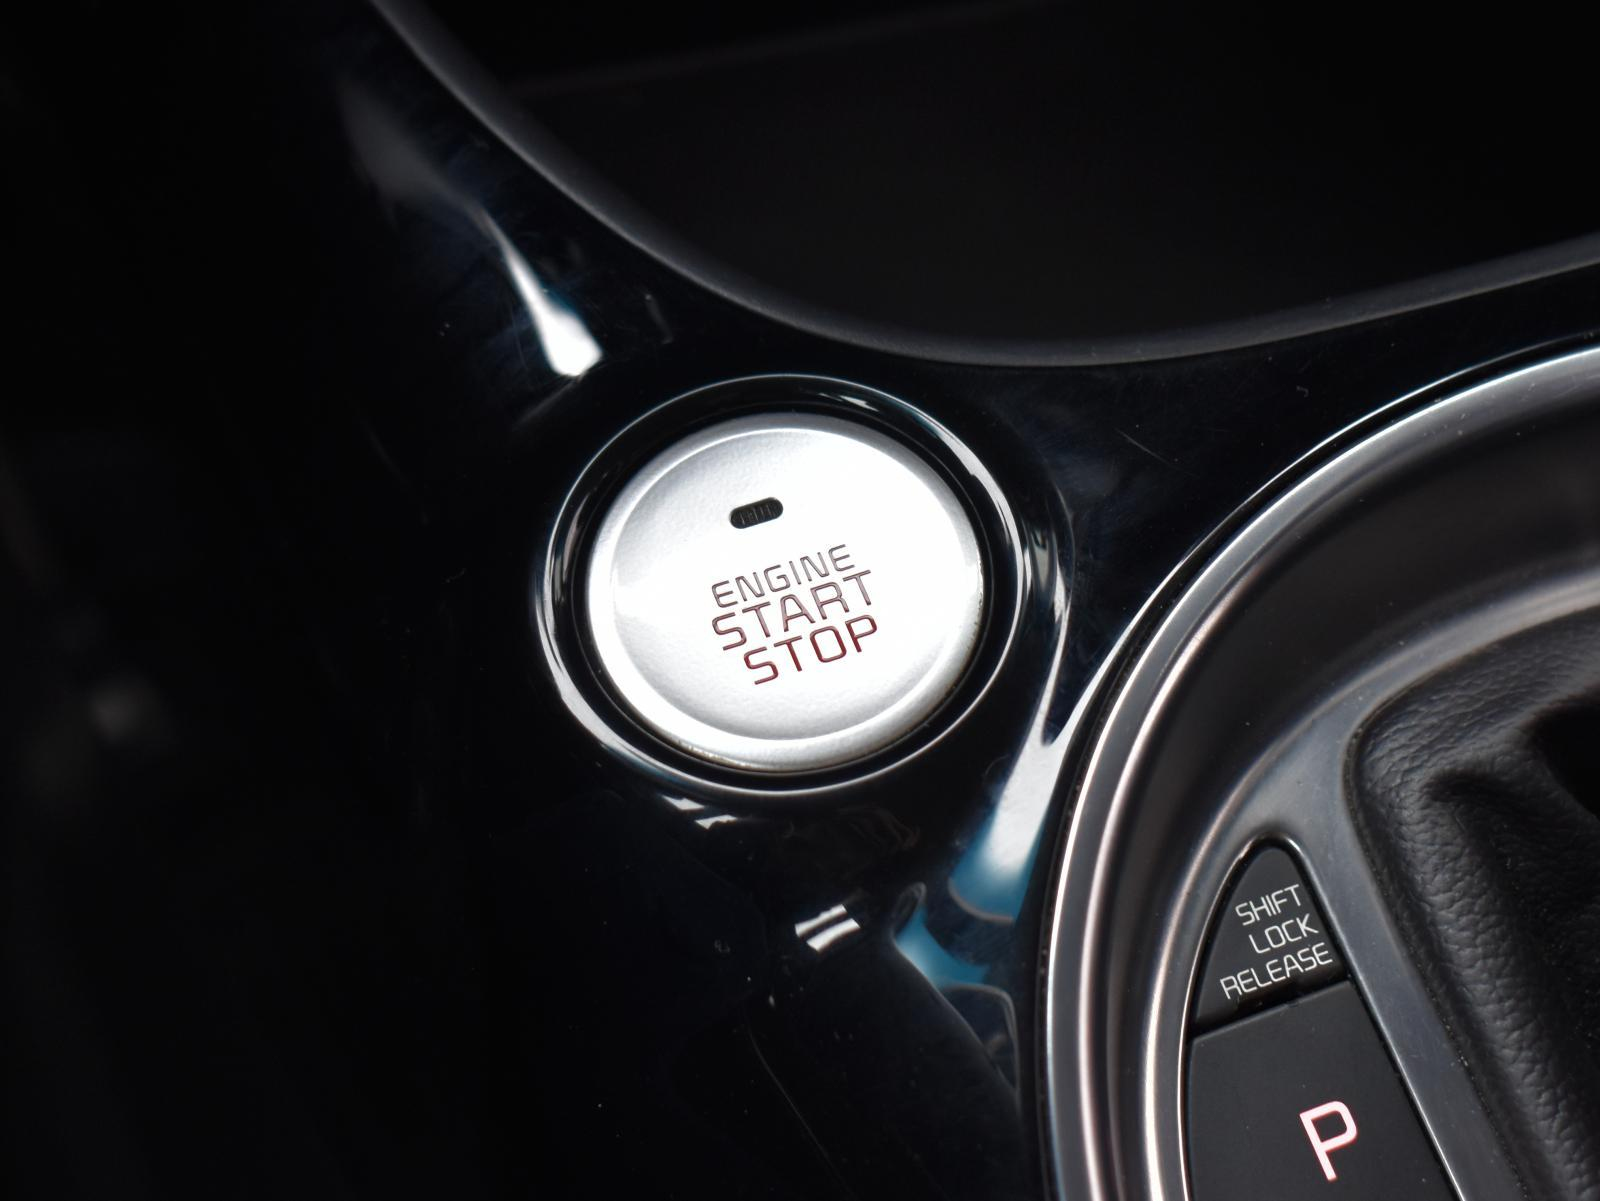 ENGINE
START
STOP
SHIFT
LOCK
RELEASE
P